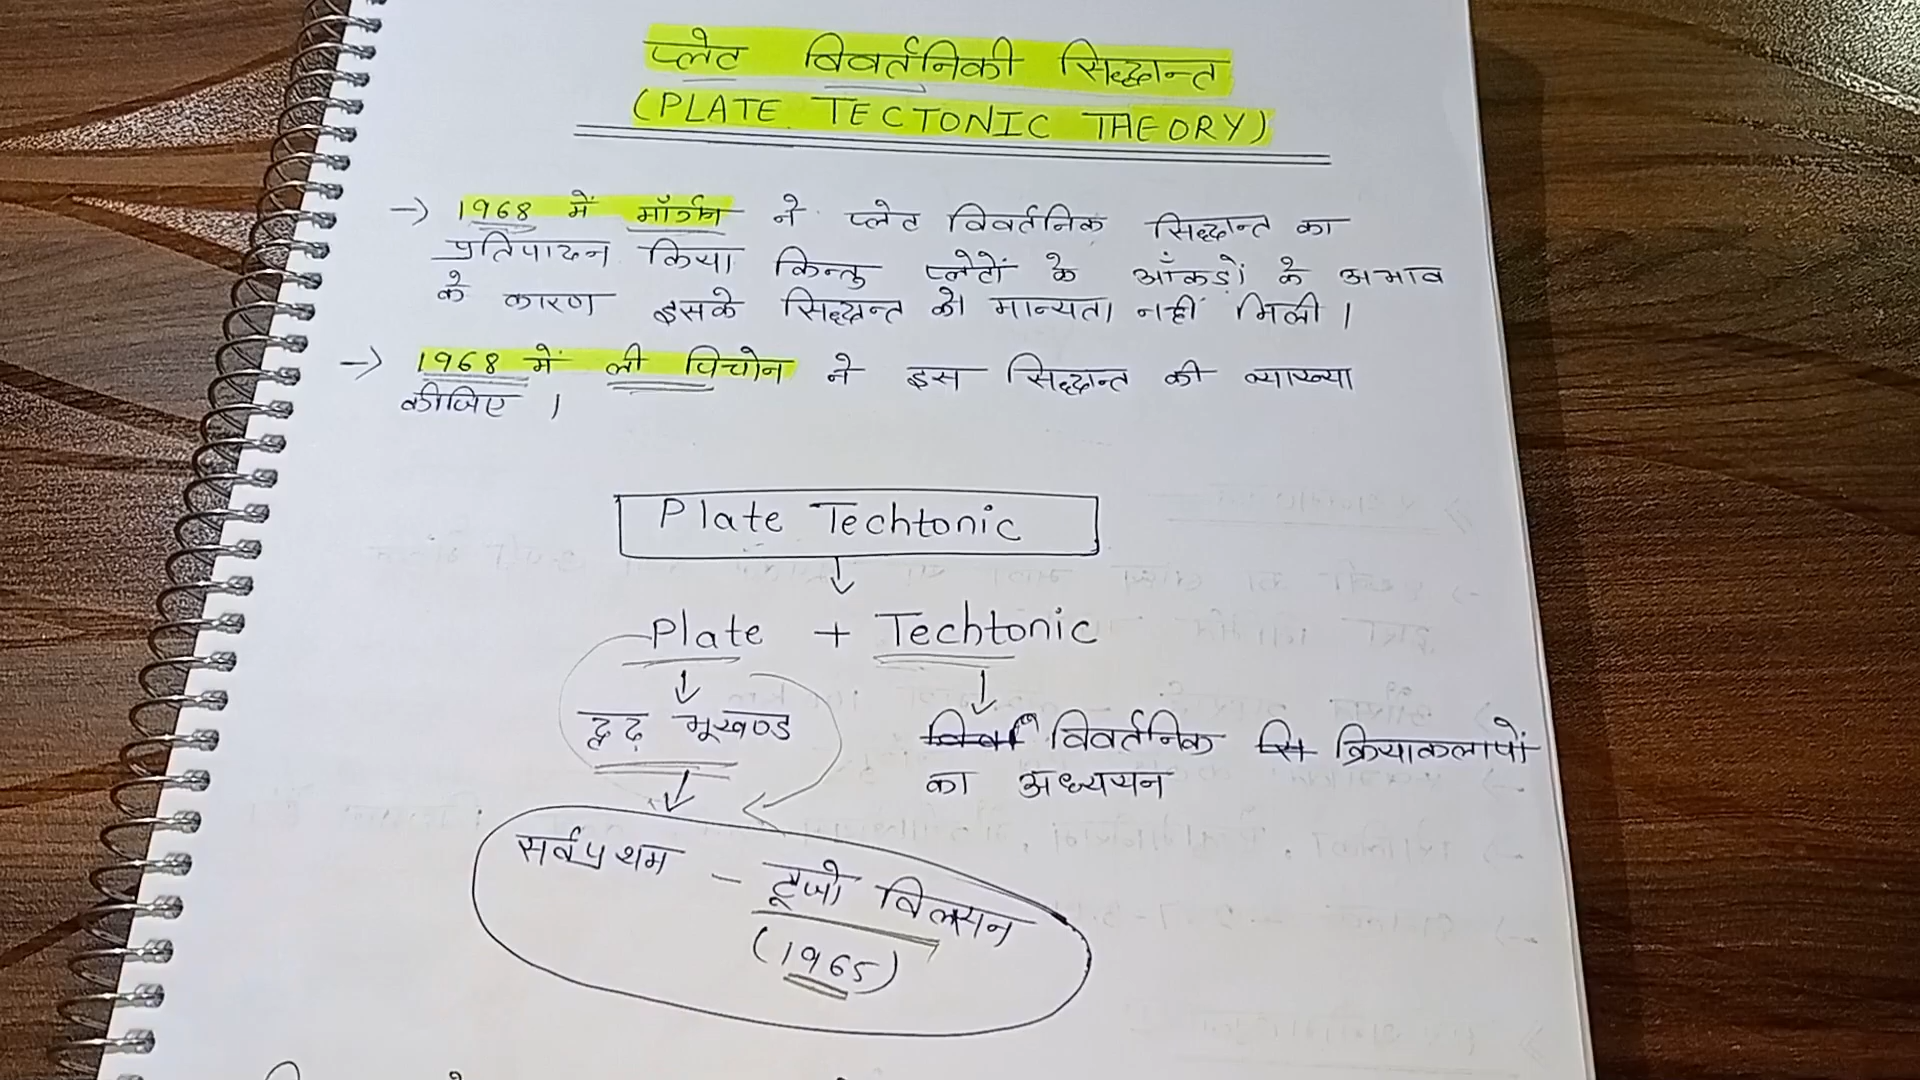 प्लेट विवर्तनिकी सिद्धान्त
(PLATE TECTONIC THEORY)
→ 1968 में मॉर्गन ने प्लेट विवर्तनिक सिद्धान्त का
प्रतिपादन किया किन्तु प्लेटों के आँकड़ों के अभाव
के कारण इसके सिद्धान्त को मान्यता नहीं मिली ।
→ 1968 में ली पिचोन ने इस सिद्धान्त की व्याख्या
कीजिए ।
Plate Techtonic
↓
Plate + Techtonic
↓ ↓
दृढ़ भूखण्ड
विवर्तनिक क्रियाकलापों
का अध्ययन
↓
सर्वप्रथम - टूजो विल्सन
(1965)